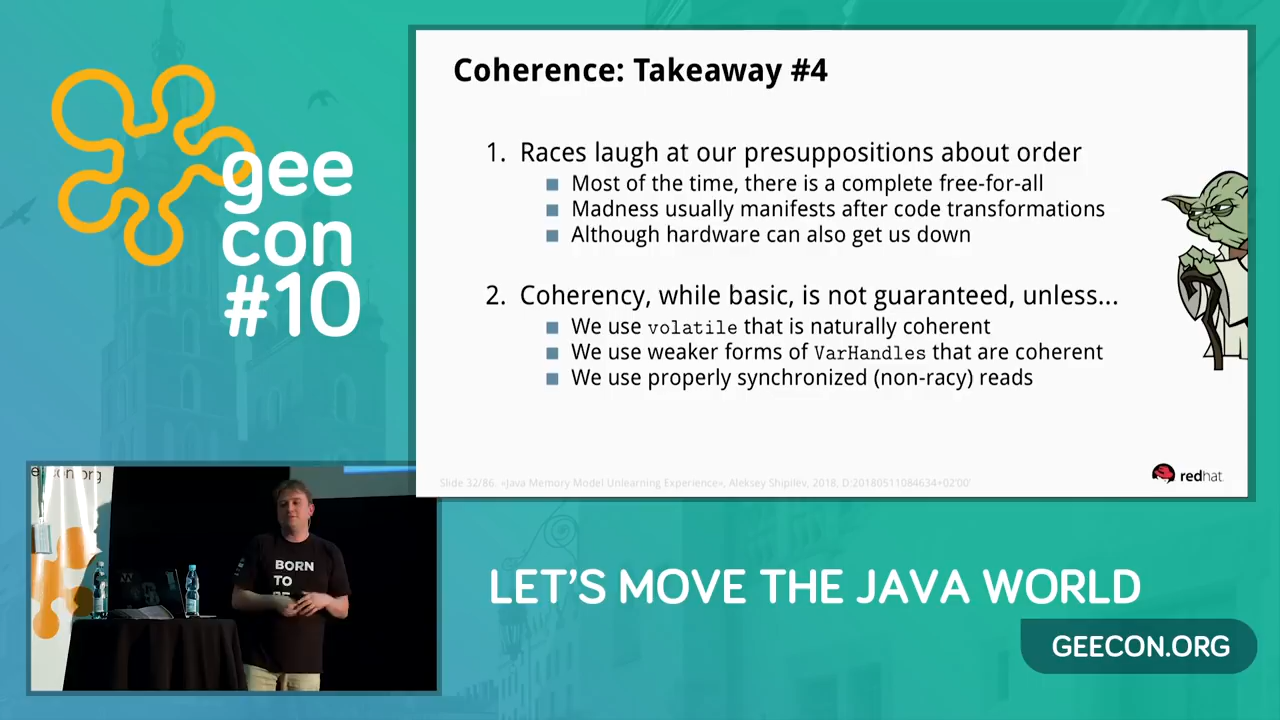 gee
con
#10
Coherence: Takeaway #4
1. Races laugh at our presuppositions about order
Most of the time, there is a complete free-for-all
Madness usually manifests after code transformations
Although hardware can also get us down
2. Coherency, while basic, is not guaranteed, unless...
We use volatile that is naturally coherent
We use weaker forms of VarHandles that are coherent
We use properly synchronized (non-racy) reads
Slide 32/86. «Java Memory Model Unlearning Experience», Aleksey Shipilëv, 2018, D:20180511084634+02'00'
redhat
BORN
TO
LET'S MOVE THE JAVA WORLD
GEECON.ORG